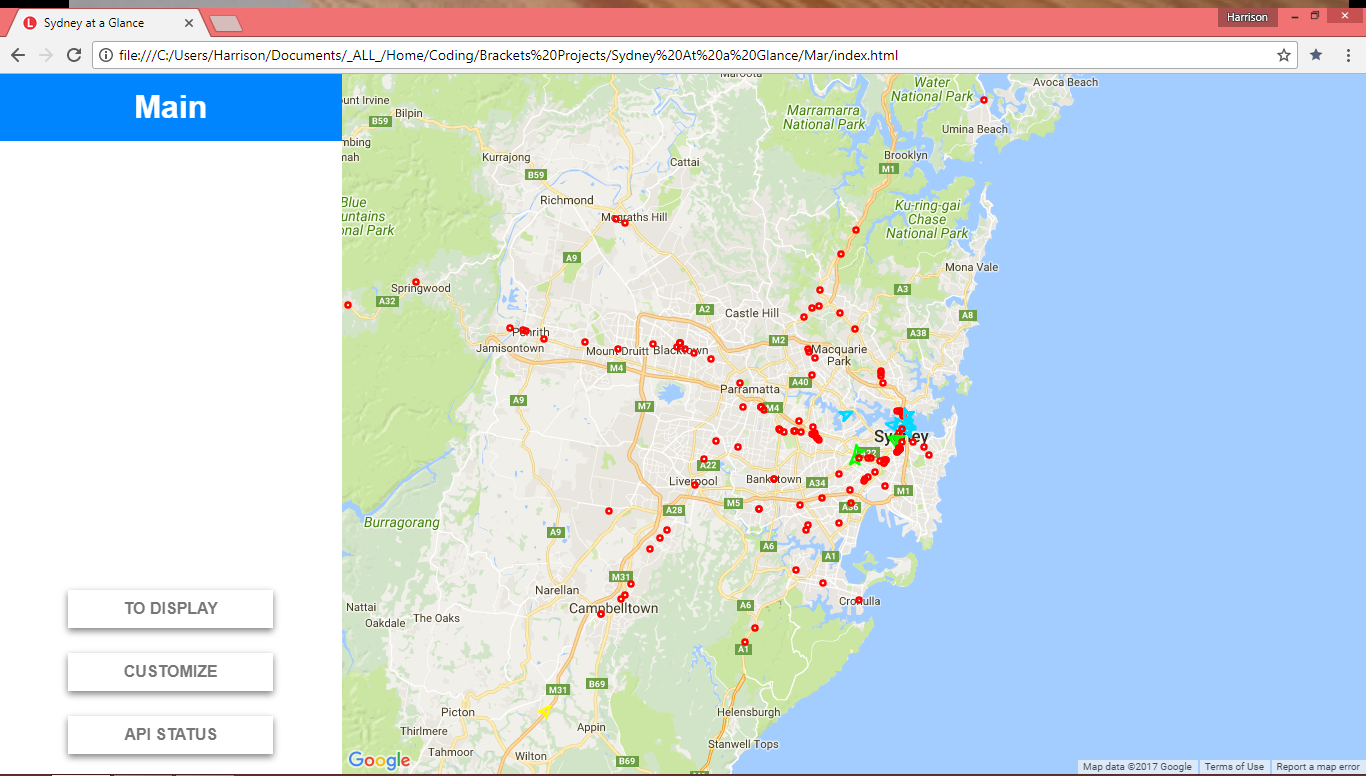 Sydney at a Glance
Harrison
file:///C:/Users/Harrison/Documents/_ALL_/Home/Coding/Brackets%20Projects/Sydney%20At%20a%20Glance/Mar/index.html
Main
TO DISPLAY
CUSTOMIZE
API STATUS
Water
National Park
Avoca Beach
Marramarra
National Park
Umina Beach
ount Irvine
Bilpin
B59
Kurrajong
Cattai
Brooklyn
M1
B59
Richmond
Mcgraths Hill
Blue
ountains
onal Park
Ku-ring-gai
Chase
National Park
A9
Mona Vale
Springwood
A32
A3
A2
Castle Hill
A8
A38
Penrith
Jamisontown
Mount Druitt
Blacktown
M2
Macquarie
Park
M4
Parramatta
A40
A9
M7
M4
Sydney
A22
Liverpool
Bankstown
A34
M1
M5
A28
A36
Burragorang
A9
A6
A1
M31
Narellan
Campbelltown
Cronulla
Nattai
Oakdale
The Oaks
A6
A1
M31
B69
Picton
Appin
Helensburgh
Thirlmere
Stanwell Tops
Tahmoor
Wilton
B69
Google
Map data ©2017 Google
Terms of Use
Report a map error